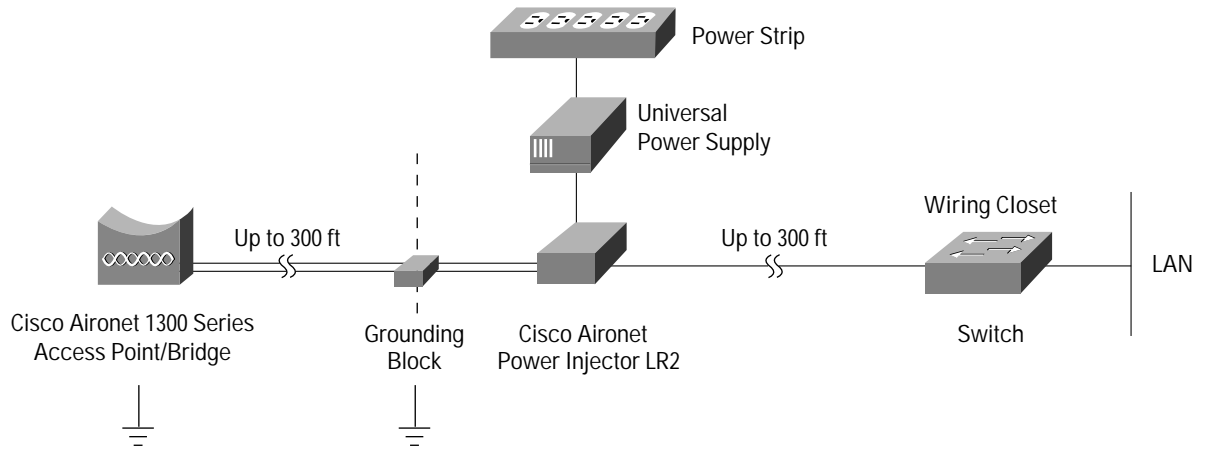 Power Strip
Universal
Power Supply
Wiring Closet
Up to 300 ft
Up to 300 ft
LAN
Cisco Aironet 1300 Series
Access Point/Bridge
Grounding
Block
Cisco Aironet
Power Injector LR2
Switch